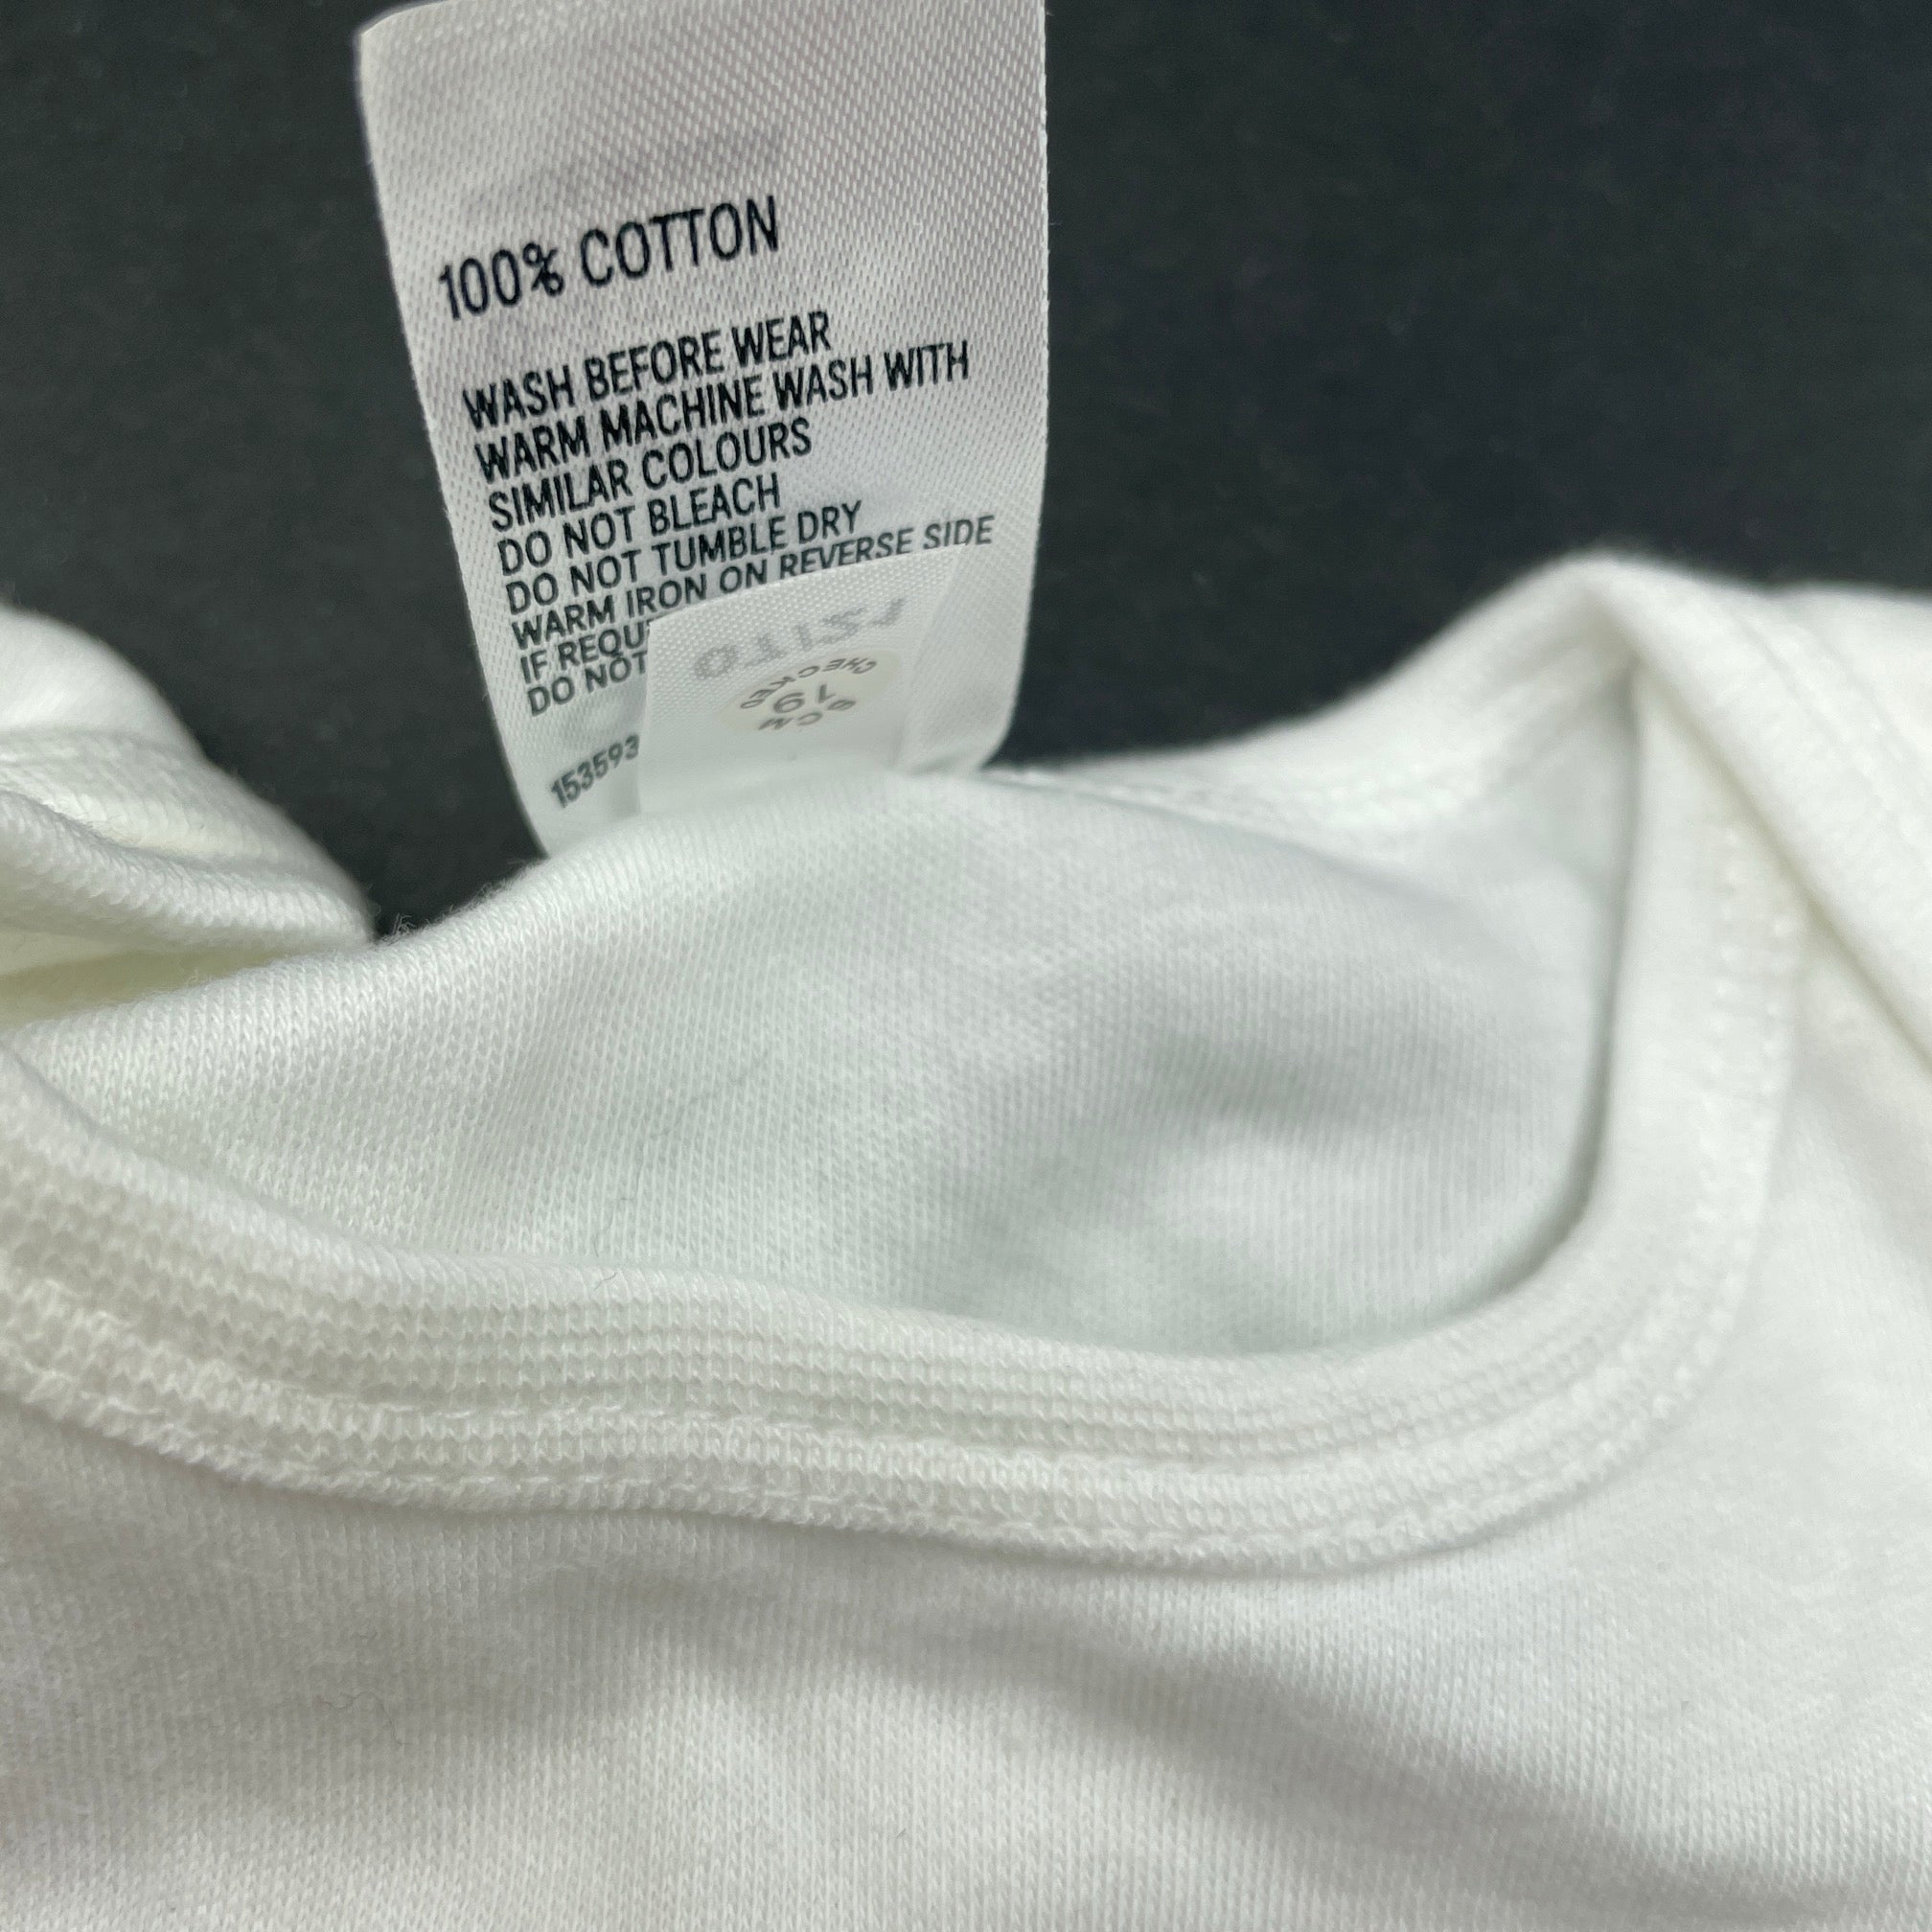 100% COTTON
WASH BEFORE WEAR
WARM MACHINE WASH WITH
SIMILAR COLOURS
DO NOT BLEACH
DO NOT TUMBLE DRY
WARM IRON ON REVERSE SIDE
IF REQU
DO NOT
153593
CHECKED
BCM